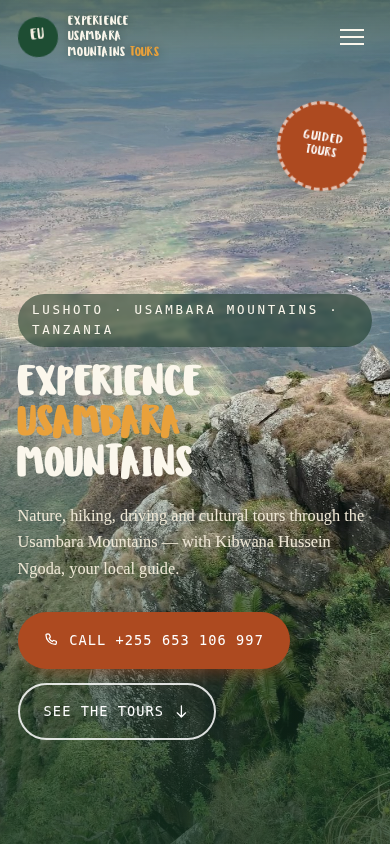 EU
EXPERIENCE
USAMBARA
MOUNTAINS TOURS
GUIDED
TOURS
LUSHOTO · USAMBARA MOUNTAINS ·
TANZANIA
EXPERIENCE
USAMBARA
MOUNTAINS
Nature, hiking, driving and cultural tours through the
Usambara Mountains — with Kibwana Hussein
Ngoda, your local guide.
CALL +255 653 106 997
SEE THE TOURS ↓